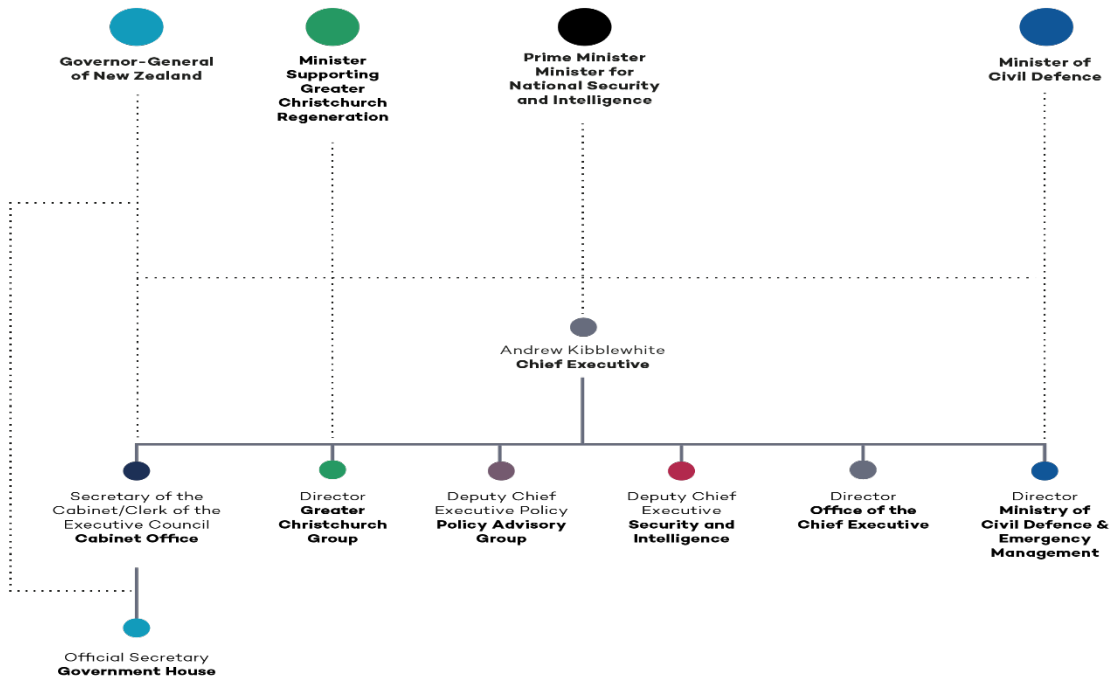 Governor-General
of New Zealand
Minister
Supporting
Greater
Christchurch
Regeneration
Prime Minister
Minister for
National Security
and Intelligence
Minister of
Civil Defence
Andrew Kibblewhite
Chief Executive
Secretary of the
Cabinet/Clerk of the
Executive Council
Cabinet Office
Director
Greater
Christchurch
Group
Deputy Chief
Executive Policy
Policy Advisory
Group
Deputy Chief
Executive
Security and
Intelligence
Director
Office of the
Chief Executive
Director
Ministry of
Civil Defence &
Emergency
Management
Official Secretary
Government House